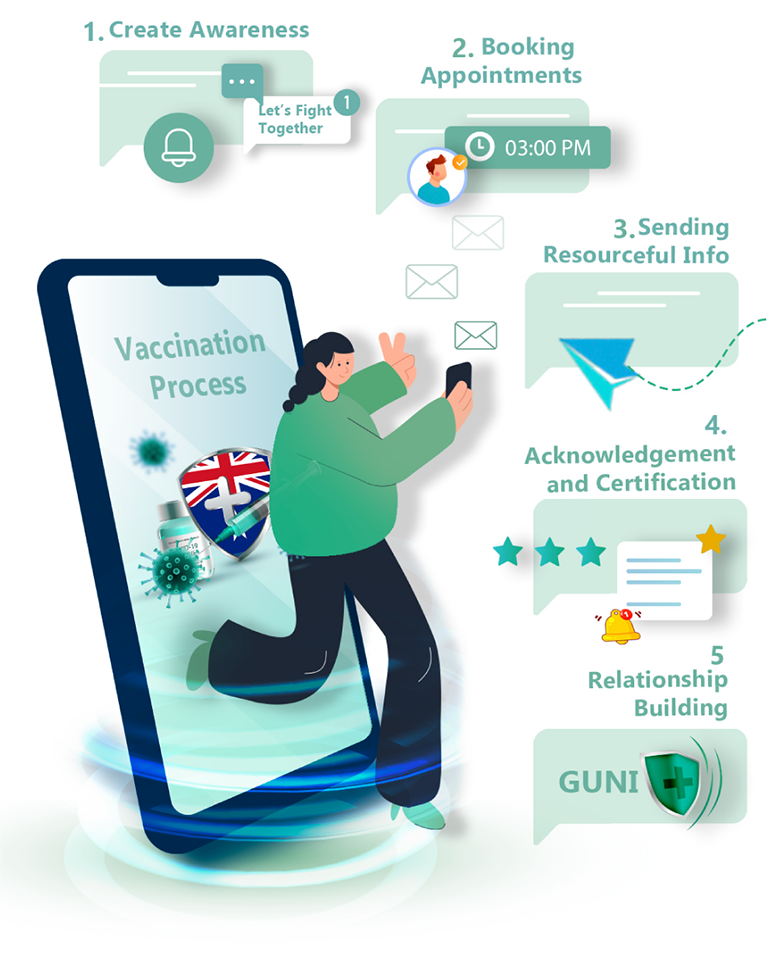 1. Create Awareness
Let's Fight
Together
1
2. Booking
Appointments
03:00 PM
3. Sending
Resourceful Info
Vaccination
Process
4.
Acknowledgement
and Certification
5
Relationship
Building
GUNI